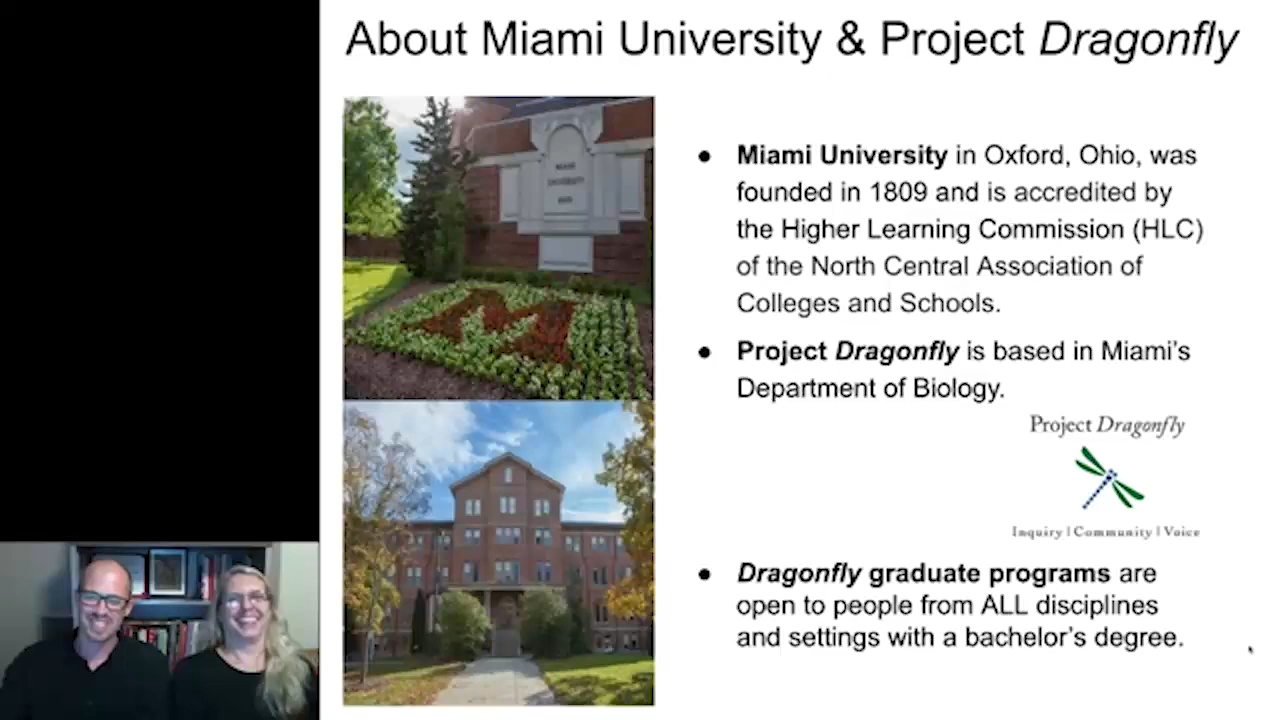 About Miami University & Project Dragonfly
MIAMI
UNIVERSITY
1809
● Miami University in Oxford, Ohio, was
founded in 1809 and is accredited by
the Higher Learning Commission (HLC)
of the North Central Association of
Colleges and Schools.
● Project Dragonfly is based in Miami's
Department of Biology.
Project Dragonfly
Inquiry | Community | Voice
● Dragonfly graduate programs are
open to people from ALL disciplines
and settings with a bachelor's degree.